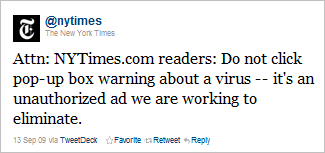 @nytimes
The New York Times
Attn: NYTimes.com readers: Do not click
pop-up box warning about a virus -- it's an
unauthorized ad we are working to
eliminate.
13 Sep 09 via TweetDeck Favorite Retweet Reply